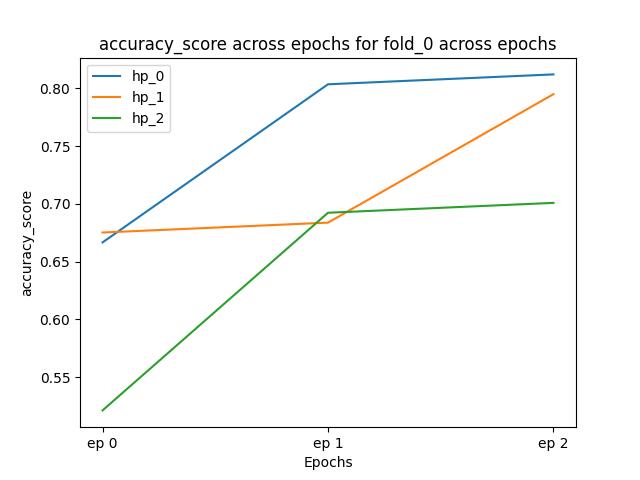 accuracy_score across epochs for fold_0 across epochs
hp_0
hp_1
hp_2
accuracy_score
0.80
0.75
0.70
0.65
0.60
0.55
ep 0 ep 1 ep 2
Epochs